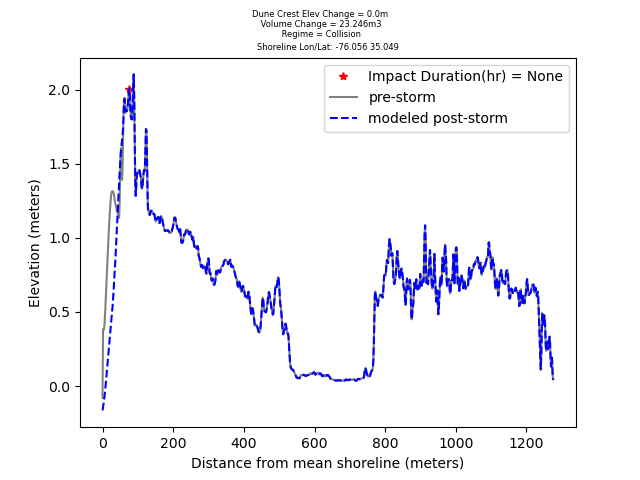 Dune Crest Elev Change = 0.0m
Volume Change = 23.246m3
Regime = Collision
Shoreline Lon/Lat: -76.056 35.049
Impact Duration(hr) = None
pre-storm
modeled post-storm
Elevation (meters)
2.0
1.5
1.0
0.5
0.0
0 200 400 600 800 1000 1200
Distance from mean shoreline (meters)